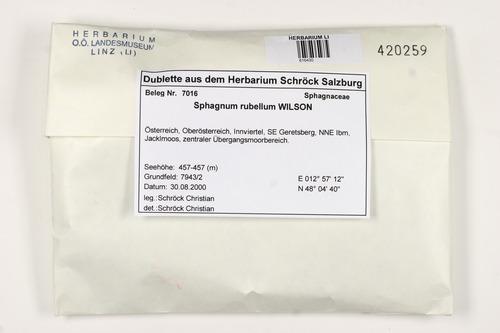 HERBARIUM
O.Ö. LANDESMUSEUM
LINZ (LI)
HERBARIUM LI
420259
Dublette aus dem Herbarium Schröck Salzburg
Beleg Nr. 7016 Sphagnaceae
Sphagnum rubellum WILSON
Österreich, Oberösterreich, Innviertel, SE Geretsberg, NNE Ibm,
Jacklmoos, zentraler Übergangsmoorbereich.
Seehöhe: 457-457 (m)
Grundfeld: 7943/2 E 012° 57' 12"
Datum: 30.08.2000 N 48° 04' 40"
leg.:Schröck Christian
det.:Schröck Christian